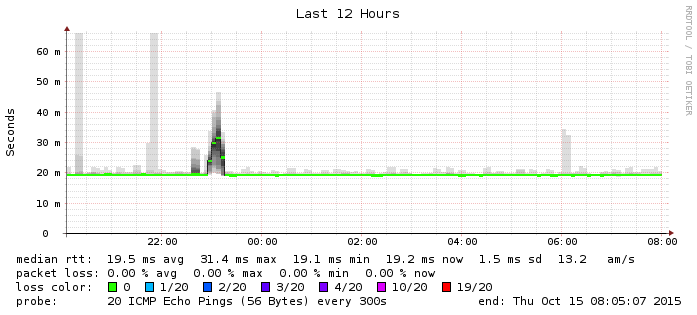 Last 12 Hours
RRDTOOL / TOBI OETIKER
Seconds
60 m
50 m
40 m
30 m
20 m
10 m
0
22:00 00:00 02:00 04:00 06:00 08:00
median rtt: 19.5 ms avg 31.4 ms max 19.1 ms min 19.2 ms now 1.5 ms sd 13.2 am/s
packet loss: 0.00 % avg 0.00 % max 0.00 % min 0.00 % now
loss color: 0 1/20 2/20 3/20 4/20 10/20 19/20
probe: 20 ICMP Echo Pings (56 Bytes) every 300s end: Thu Oct 15 08:05:07 2015